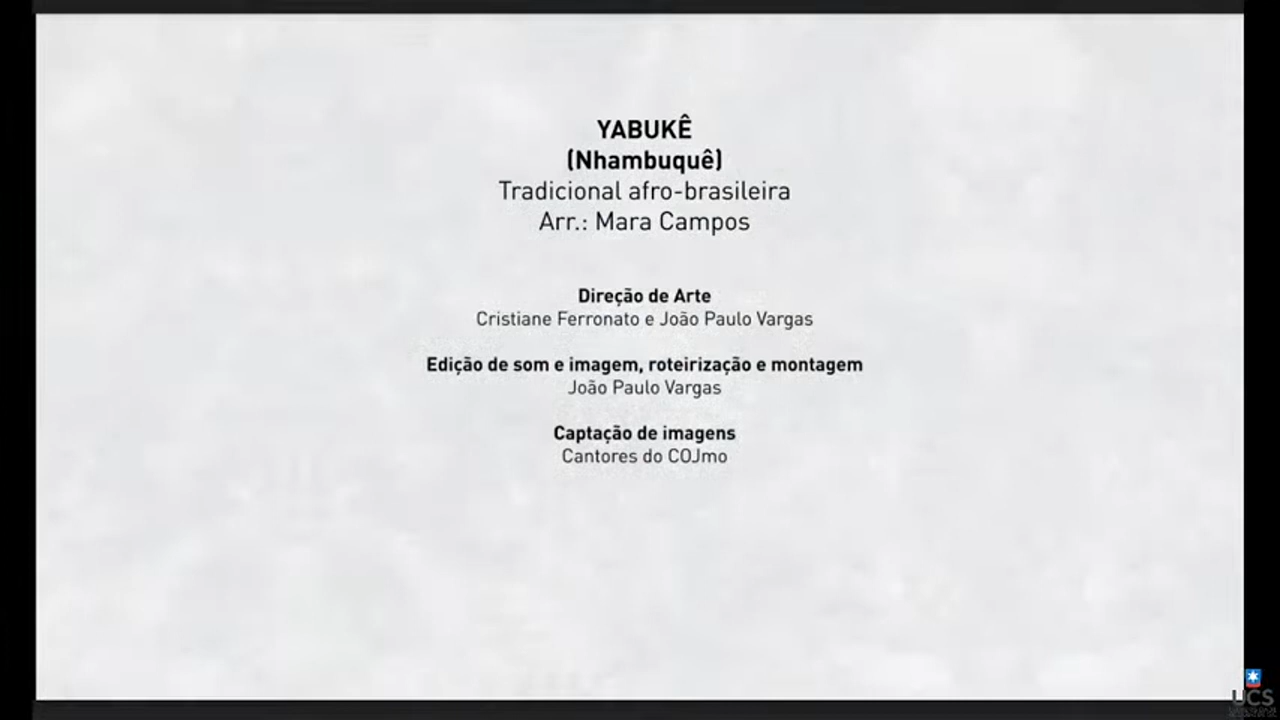 YABUKÊ
(Nhambuquê)
Tradicional afro-brasileira
Arr.: Mara Campos
Direção de Arte
Cristiane Ferronato e João Paulo Vargas
Edição de som e imagem, roteirização e montagem
João Paulo Vargas
Captação de imagens
Cantores do COJmo
UCS